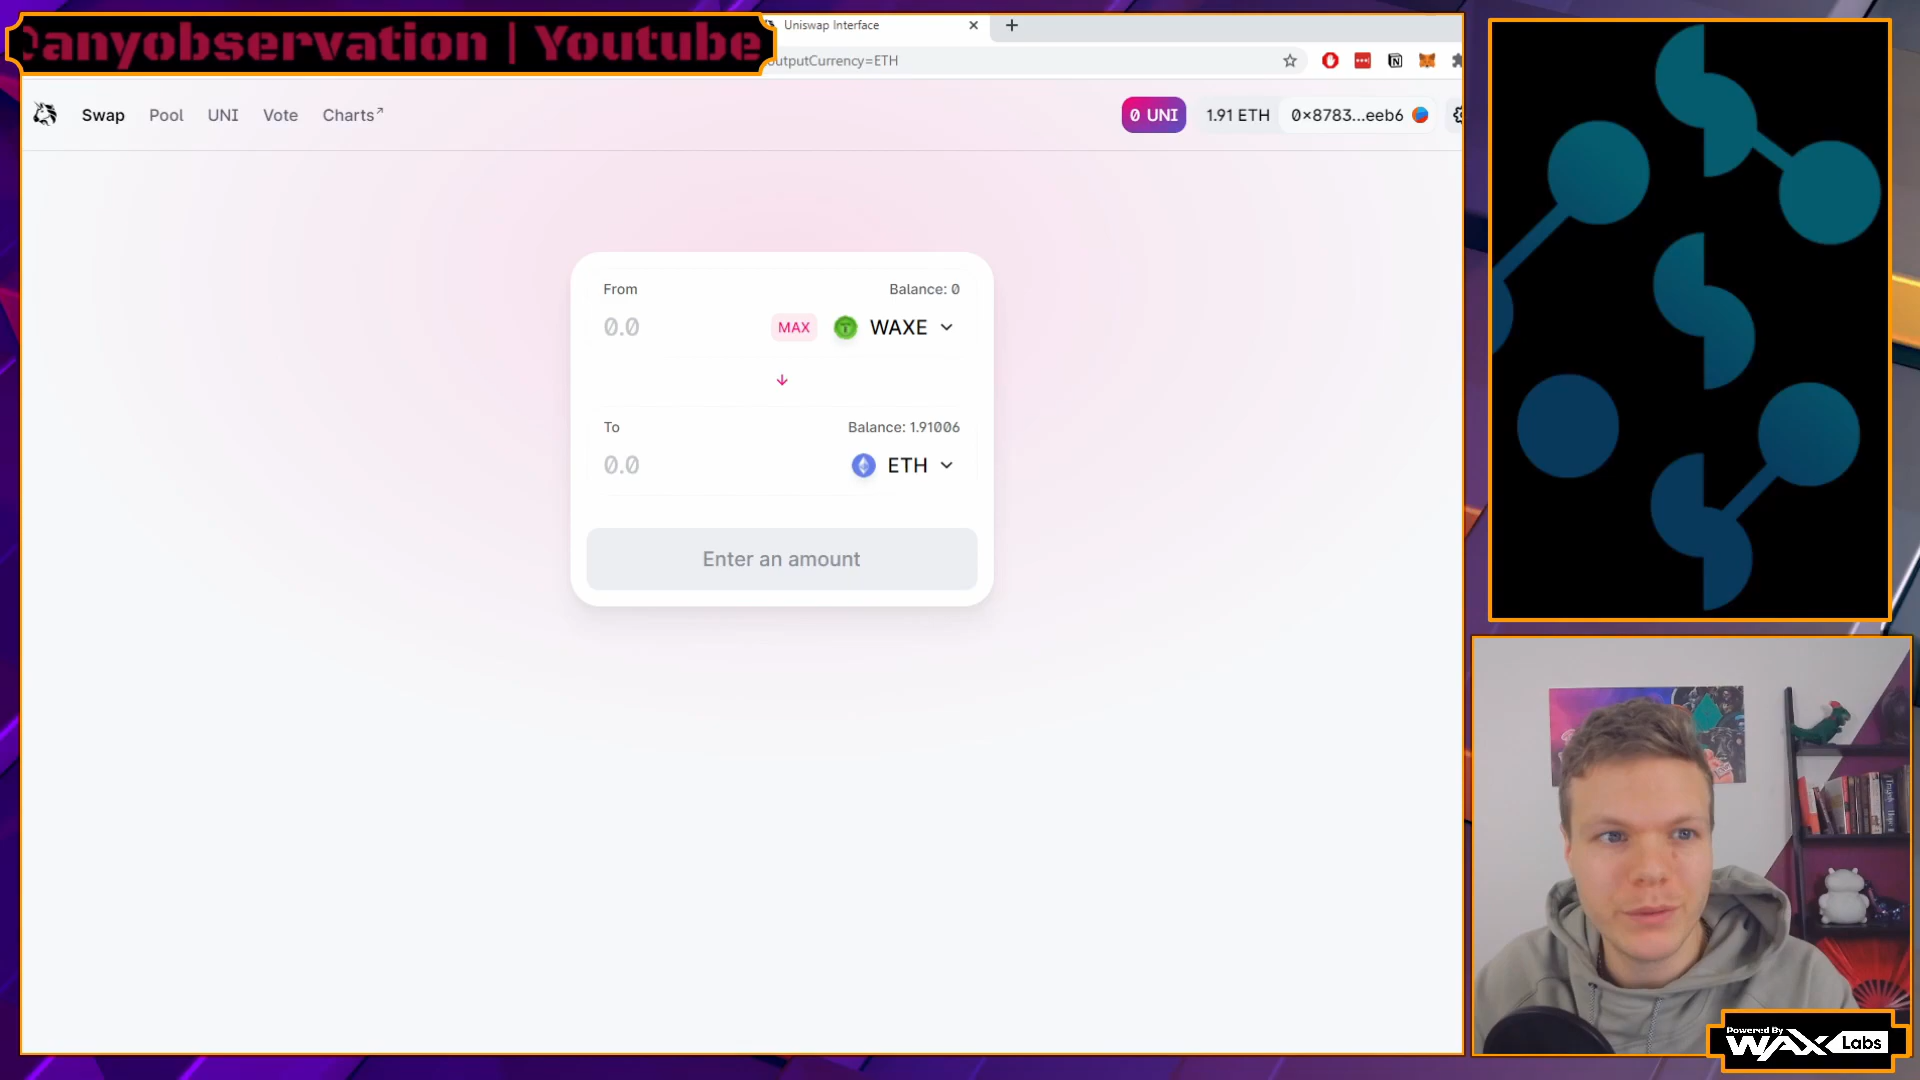 anyobservation | Youtube
Uniswap Interface
outputCurrency=ETH
Swap
Pool
UNI
Vote
Charts↗
0 UNI
1.91 ETH
0x8783...eeb6
From
Balance: 0
0.0
MAX
WAXE
To
Balance: 1.91006
0.0
ETH
Enter an amount
Powered By
WAX Labs